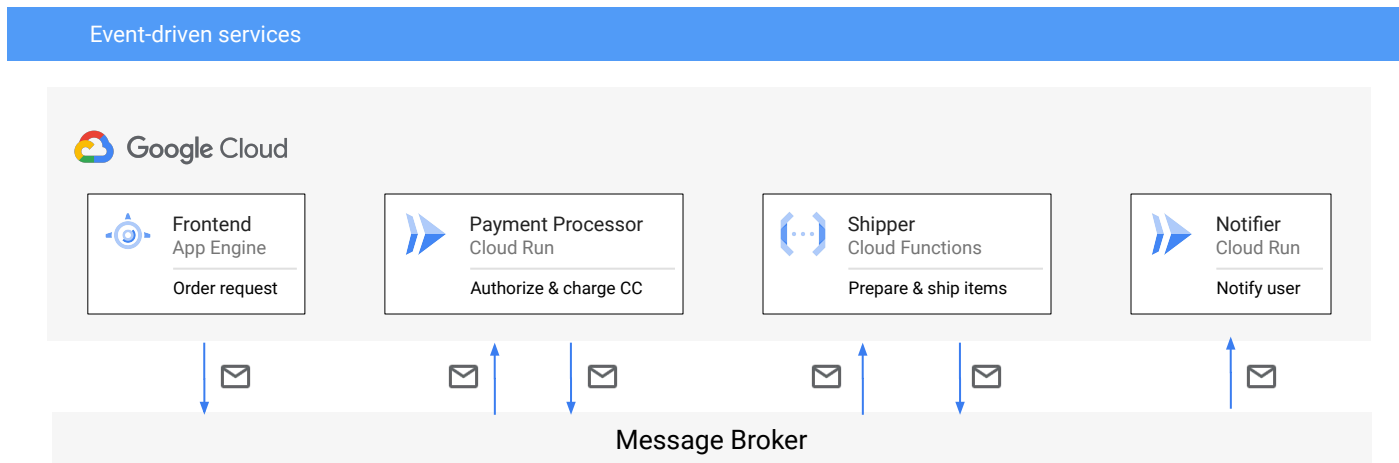 Event-driven services
Google Cloud
Frontend
App Engine
Order request
Payment Processor
Cloud Run
Authorize & charge CC
Shipper
Cloud Functions
Prepare & ship items
Notifier
Cloud Run
Notify user
Message Broker